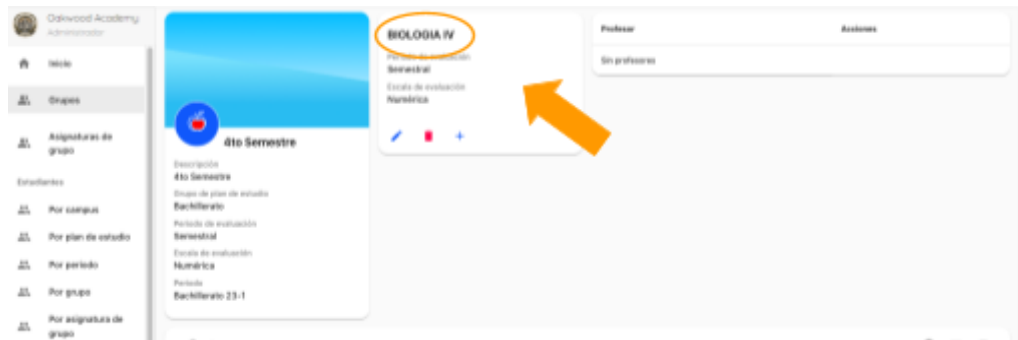 Oakwood Academy
Administrador
Inicio
Grupos
Asignaturas de
grupo
Estudiantes
Por campus
Por plan de estudio
Por periodo
Por grupo
Por asignatura de
grupo
4to Semestre
Descripción
4to Semestre
Grupo de plan de estudio
Bachillerato
Periodo de evaluación
Semestral
Escala de evaluación
Numérica
Periodo
Bachillerato 23-1
BIOLOGIA IV
Periodo de evaluación
Semestral
Escala de evaluación
Numérica
Profesor Acciones
Sin profesores